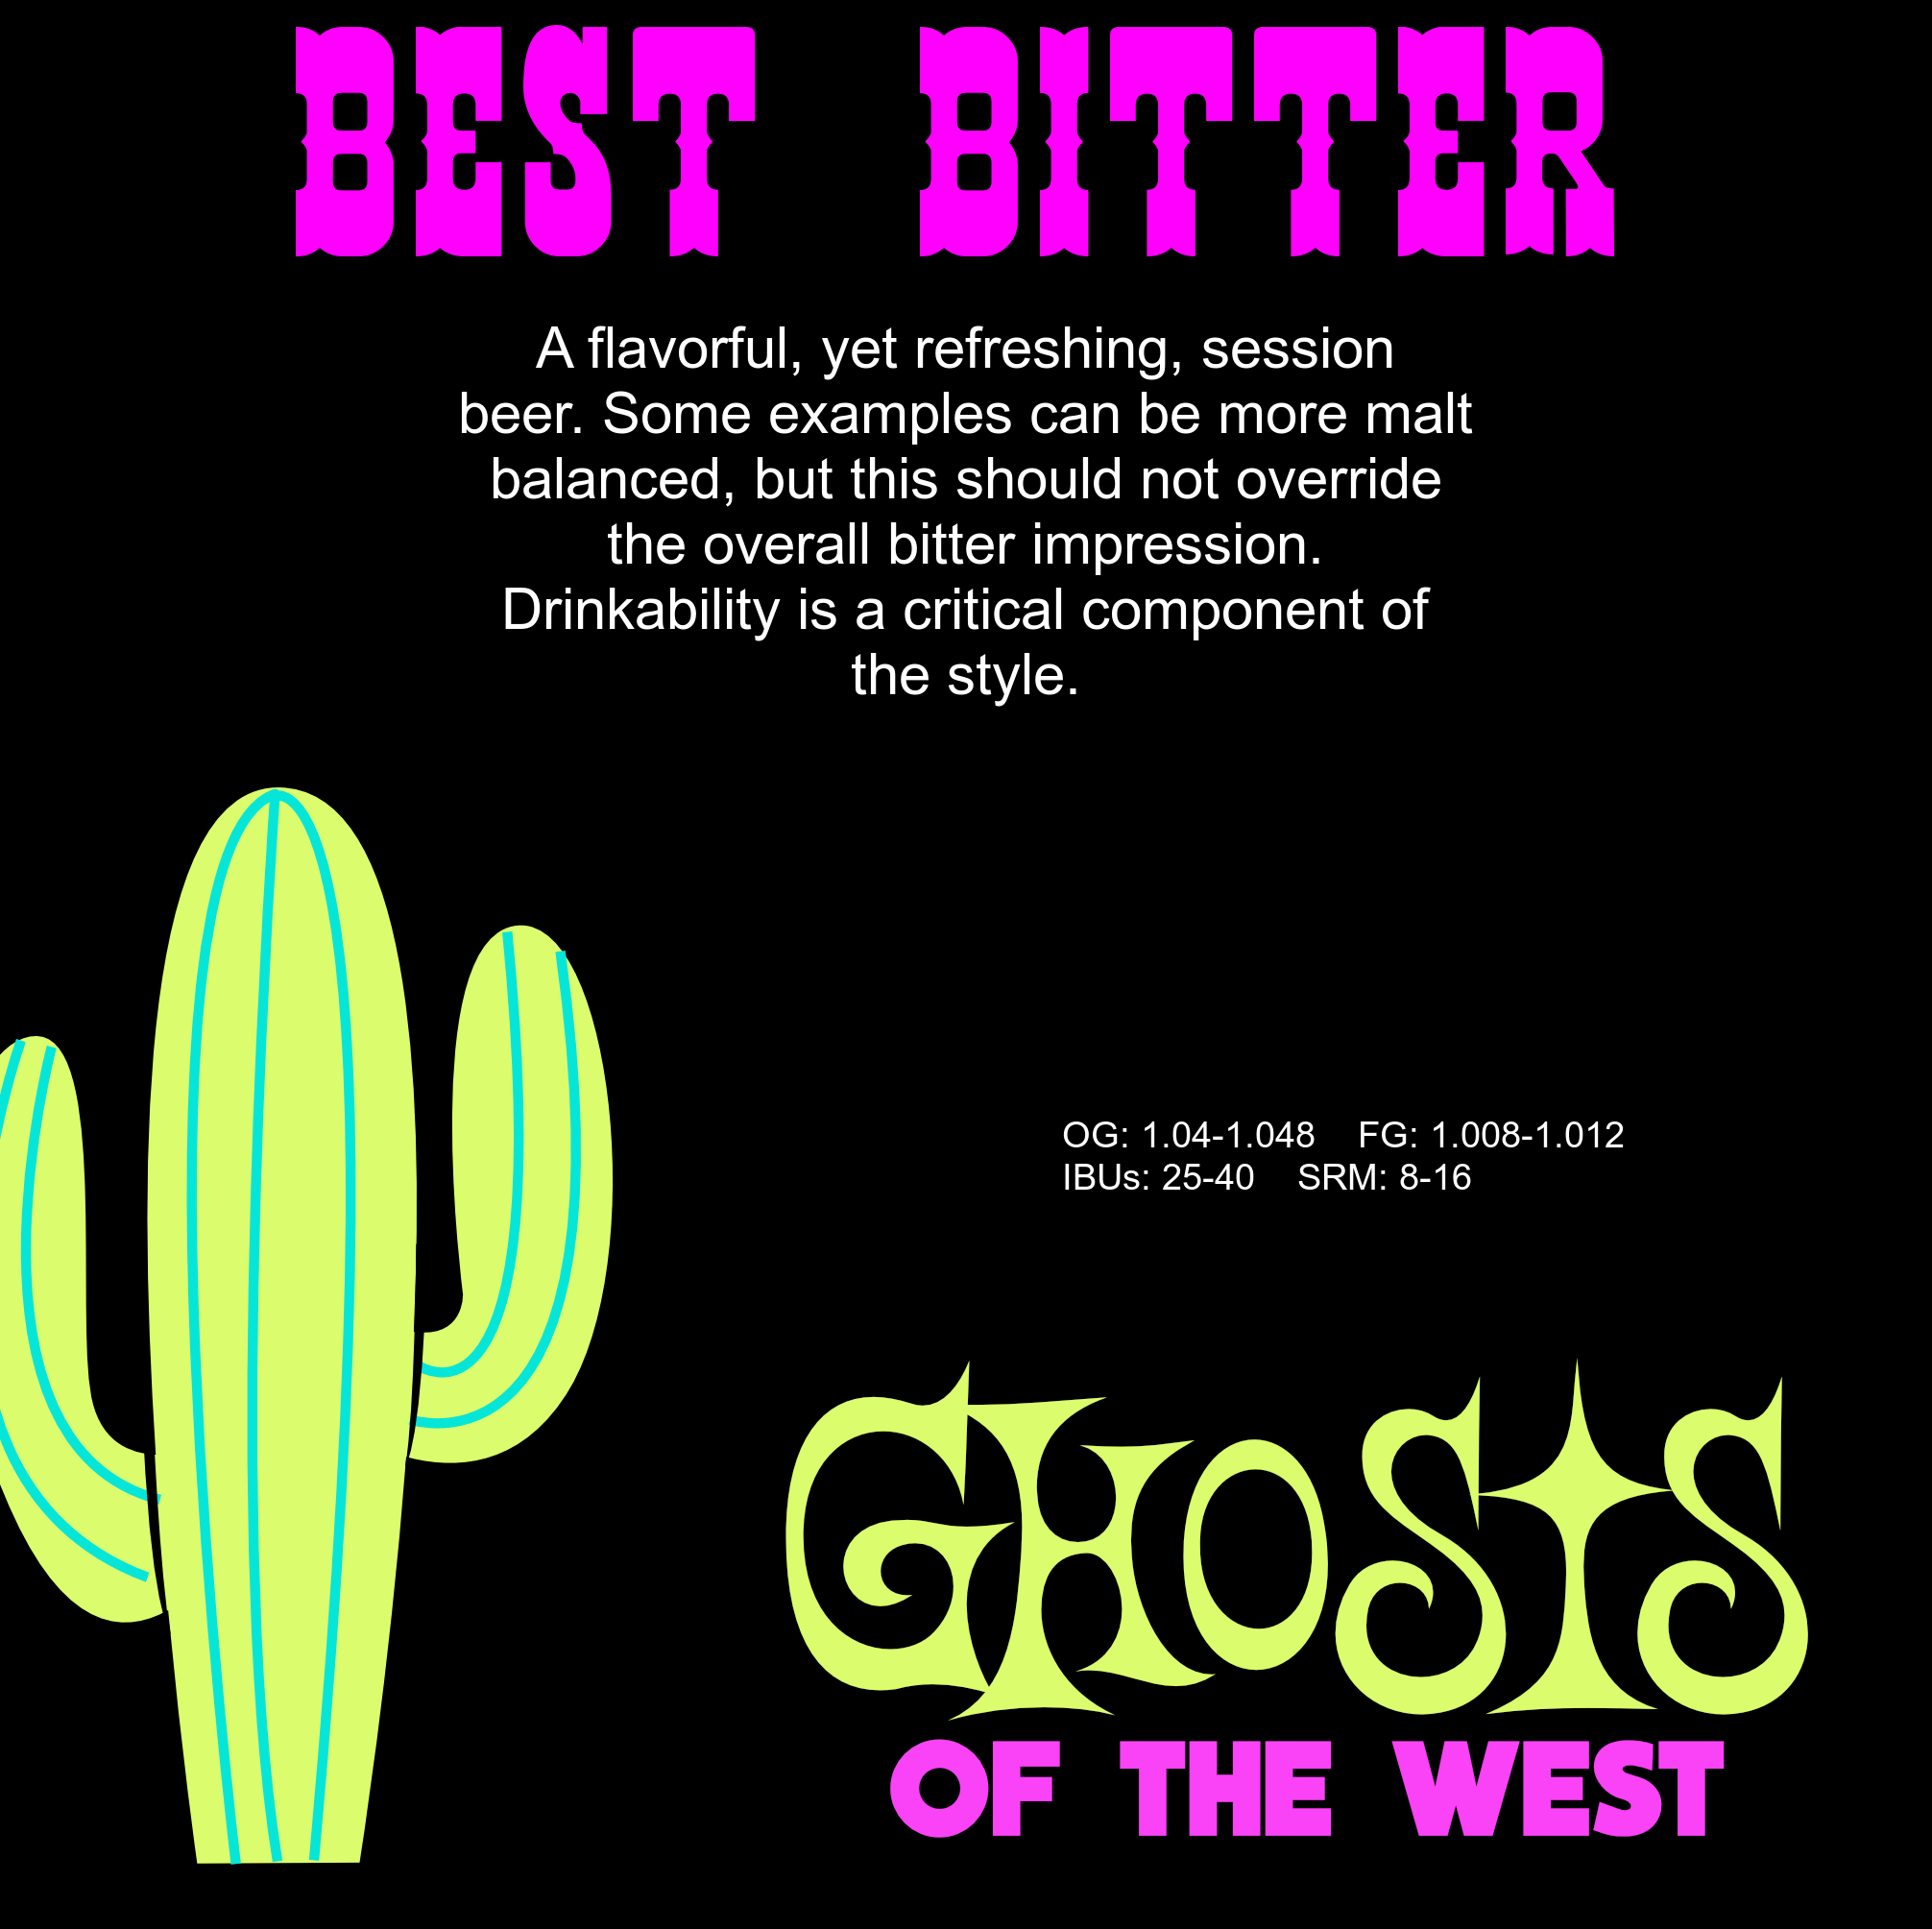 BEST BITTER
A flavorful, yet refreshing, session
beer. Some examples can be more malt
balanced, but this should not override
the overall bitter impression.
Drinkability is a critical component of
the style.
OG: 1.04-1.048 FG: 1.008-1.012
IBUs: 25-40 SRM: 8-16
GHOSTS
OF THE WEST